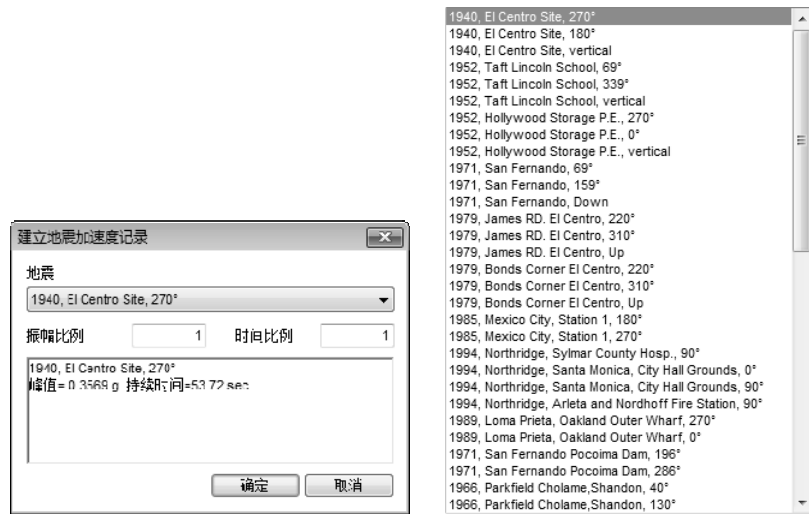 建立地震加速度记录
地震
1940, El Centro Site, 270°
振幅比例 1 时间比例 1
1940, El Centro Site, 270°
峰值= 0.3569 g 持续时间=53.72 sec
确定 取消
1940, El Centro Site, 270°
1940, El Centro Site, 180°
1940, El Centro Site, vertical
1952, Taft Lincoln School, 69°
1952, Taft Lincoln School, 339°
1952, Taft Lincoln School, vertical
1952, Hollywood Storage P.E., 270°
1952, Hollywood Storage P.E., 0°
1952, Hollywood Storage P.E., vertical
1971, San Fernando, 69°
1971, San Fernando, 159°
1971, San Fernando, Down
1979, James RD. El Centro, 220°
1979, James RD. El Centro, 310°
1979, James RD. El Centro, Up
1979, Bonds Corner El Centro, 220°
1979, Bonds Corner El Centro, 310°
1979, Bonds Corner El Centro, Up
1985, Mexico City, Station 1, 180°
1985, Mexico City, Station 1, 270°
1994, Northridge, Sylmar County Hosp., 90°
1994, Northridge, Santa Monica, City Hall Grounds, 0°
1994, Northridge, Santa Monica, City Hall Grounds, 90°
1994, Northridge, Arleta and Nordhoff Fire Station, 90°
1989, Loma Prieta, Oakland Outer Wharf, 270°
1989, Loma Prieta, Oakland Outer Wharf, 0°
1971, San Fernando Pocoima Dam, 196°
1971, San Fernando Pocoima Dam, 286°
1966, Parkfield Cholame,Shandon, 40°
1966, Parkfield Cholame,Shandon, 130°